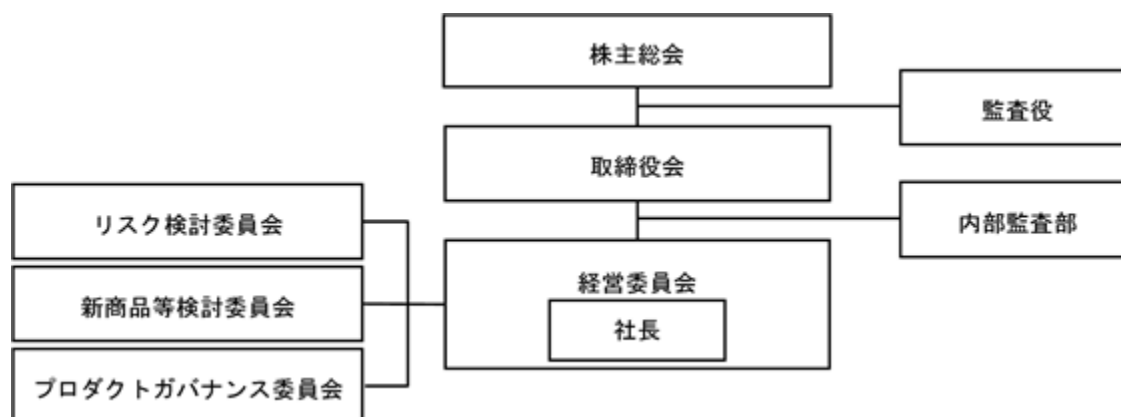 株主総会
監査役
取締役会
リスク検討委員会
内部監査部
新商品等検討委員会
経営委員会
社長
プロダクトガバナンス委員会